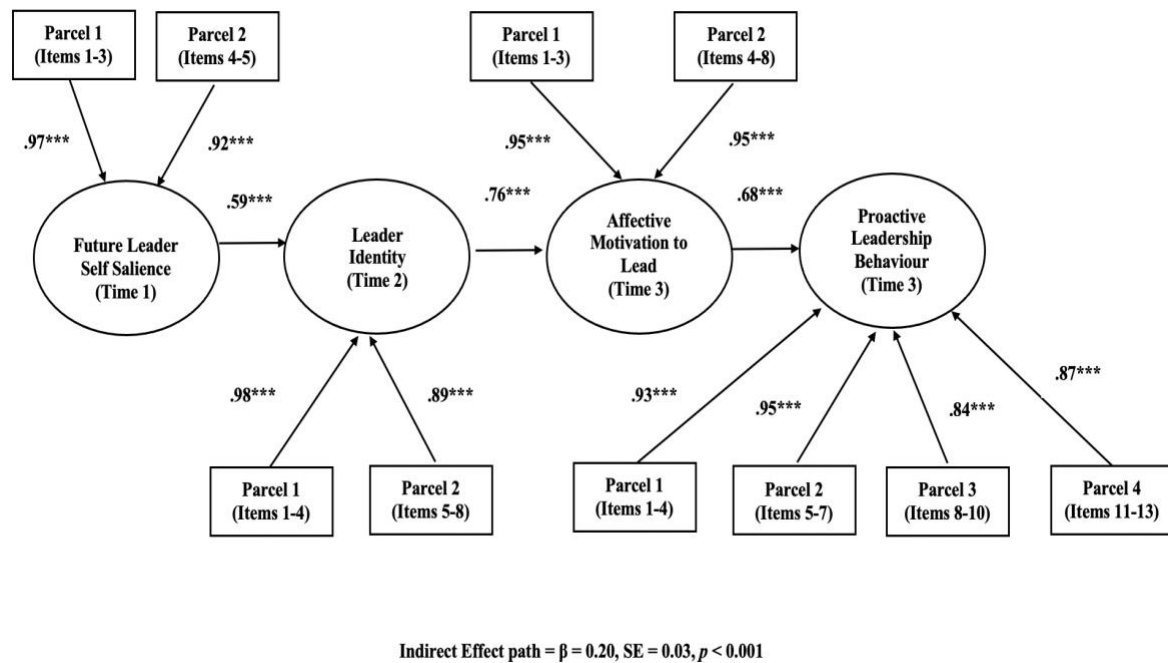 Parcel 1
(Items 1-3)
Parcel 2
(Items 4-5)
Parcel 1
(Items 1-3)
Parcel 2
(Items 4-8)
.97***
.92***
.95***
.95***
.59***
.76***
.68***
Future Leader
Self Salience
(Time 1)
Leader
Identity
(Time 2)
Affective
Motivation to
Lead
(Time 3)
Proactive
Leadership
Behaviour
(Time 3)
.98***
.89***
.93***
.95***
.84***
.87***
Parcel 1
(Items 1-4)
Parcel 2
(Items 5-8)
Parcel 1
(Items 1-4)
Parcel 2
(Items 5-7)
Parcel 3
(Items 8-10)
Parcel 4
(Items 11-13)
Indirect Effect path = β = 0.20, SE = 0.03, p < 0.001